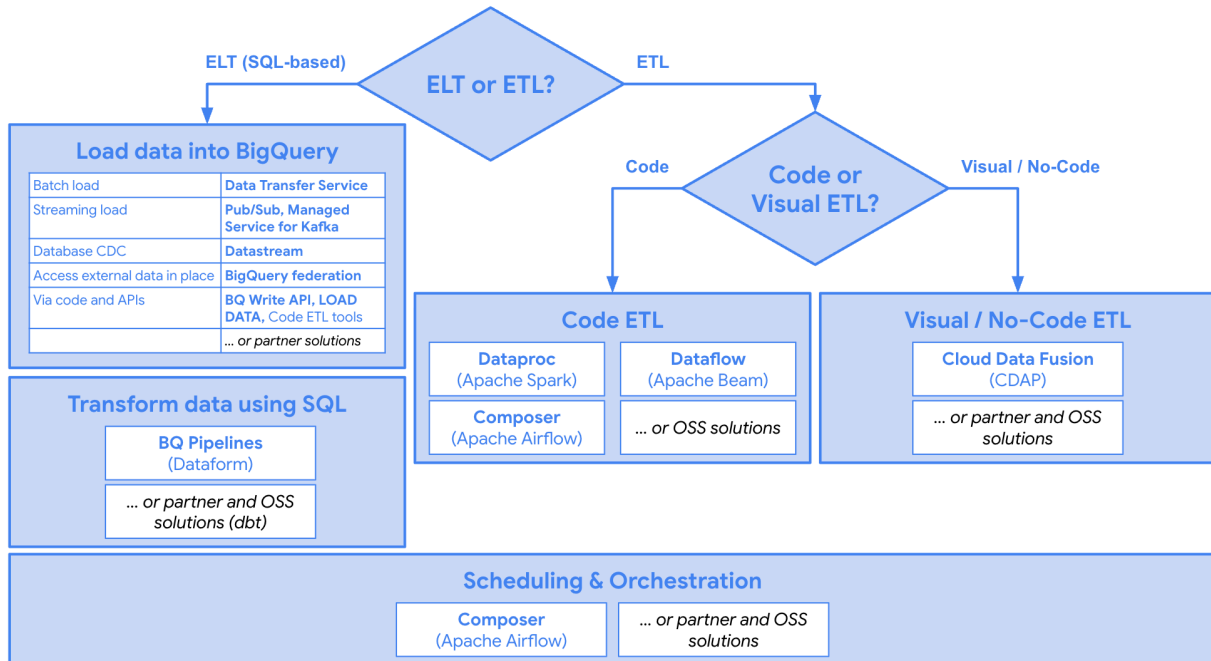 ELT (SQL-based)
ELT or ETL?
ETL
Load data into BigQuery
Batch load
Data Transfer Service
Streaming load
Pub/Sub, Managed
Service for Kafka
Database CDC
Datastream
Access external data in place
BigQuery federation
Via code and APIs
BQ Write API, LOAD
DATA, Code ETL tools
... or partner solutions
Transform data using SQL
BQ Pipelines
(Dataform)
... or partner and OSS
solutions (dbt)
Code
Code or
Visual ETL?
Visual / No-Code
Code ETL
Dataproc
(Apache Spark)
Dataflow
(Apache Beam)
Composer
(Apache Airflow)
... or OSS solutions
Visual / No-Code ETL
Cloud Data Fusion
(CDAP)
... or partner and OSS
solutions
Scheduling & Orchestration
Composer
(Apache Airflow)
... or partner and OSS
solutions